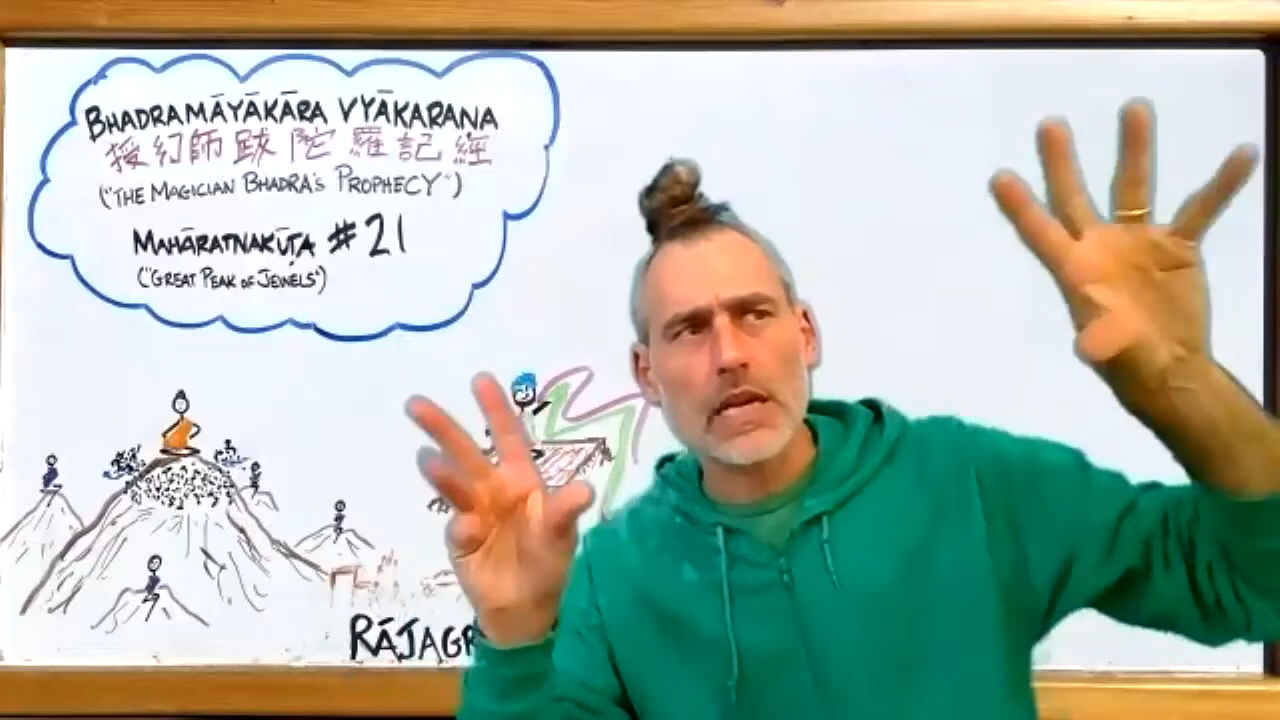 BHADRAMĀYĀKĀRA VYĀKARANA
授幻師跋陀羅記經
("THE MAGICIAN BHADRA'S PROPHECY")
MAHĀRATNAKŪṬA #21
("GREAT PEAK OF JEWELS")
RĀJAGR